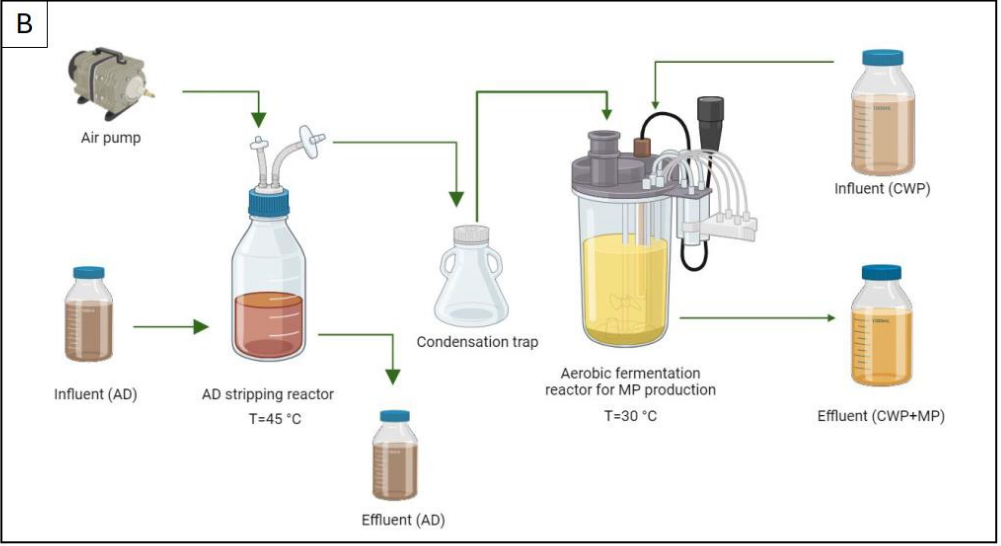 B
Air pump
Influent (CWP)
Condensation trap
Aerobic fermentation
reactor for MP production
T=30 °C
Influent (AD)
AD stripping reactor
T=45 °C
Effluent (CWP+MP)
Effluent (AD)